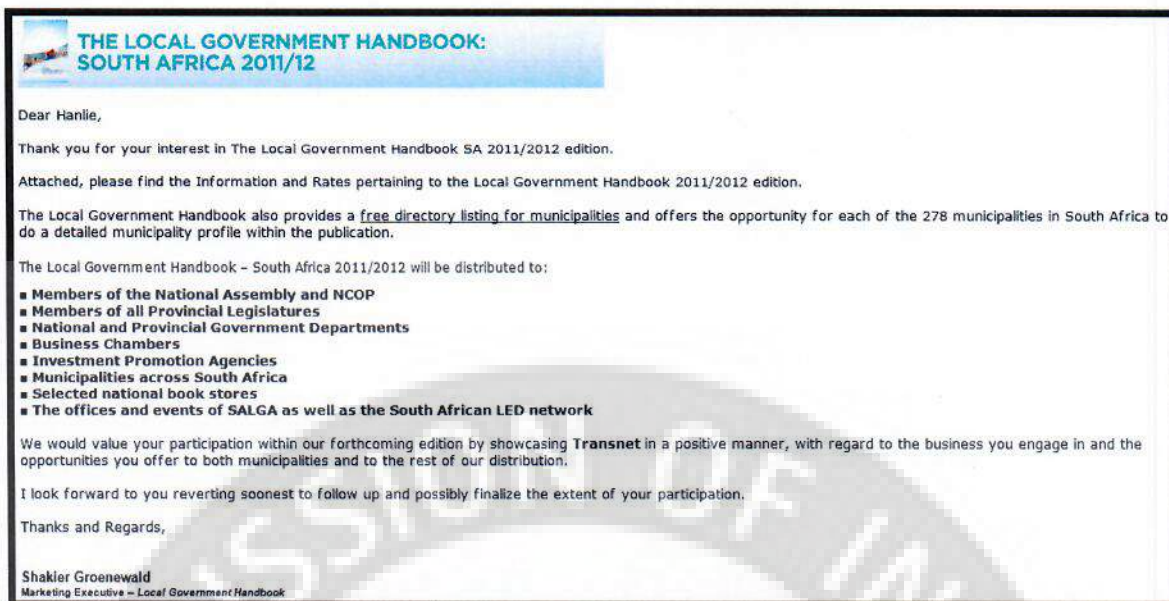 THE LOCAL GOVERNMENT HANDBOOK:
SOUTH AFRICA 2011/12
Dear Hanlie,
Thank you for your interest in The Local Government Handbook SA 2011/2012 edition.
Attached, please find the Information and Rates pertaining to the Local Government Handbook 2011/2012 edition.
The Local Government Handbook also provides a free directory listing for municipalities and offers the opportunity for each of the 278 municipalities in South Africa to
do a detailed municipality profile within the publication.
The Local Government Handbook – South Africa 2011/2012 will be distributed to:
▪ Members of the National Assembly and NCOP
▪ Members of all Provincial Legislatures
▪ National and Provincial Government Departments
▪ Business Chambers
▪ Investment Promotion Agencies
▪ Municipalities across South Africa
▪ Selected national book stores
▪ The offices and events of SALGA as well as the South African LED network
We would value your participation within our forthcoming edition by showcasing Transnet in a positive manner, with regard to the business you engage in and the
opportunities you offer to both municipalities and to the rest of our distribution.
I look forward to you reverting soonest to follow up and possibly finalize the extent of your participation.
Thanks and Regards,
Shakier Groenewald
Marketing Executive – Local Government Handbook